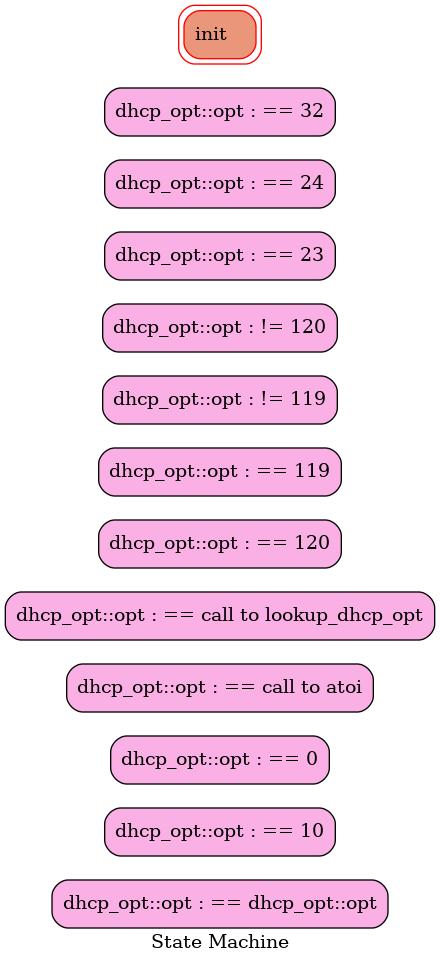 init
dhcp_opt::opt : == 32
dhcp_opt::opt : == 24
dhcp_opt::opt : == 23
dhcp_opt::opt : != 120
dhcp_opt::opt : != 119
dhcp_opt::opt : == 119
dhcp_opt::opt : == 120
dhcp_opt::opt : == call to lookup_dhcp_opt
dhcp_opt::opt : == call to atoi
dhcp_opt::opt : == 0
dhcp_opt::opt : == 10
dhcp_opt::opt : == dhcp_opt::opt
State Machine